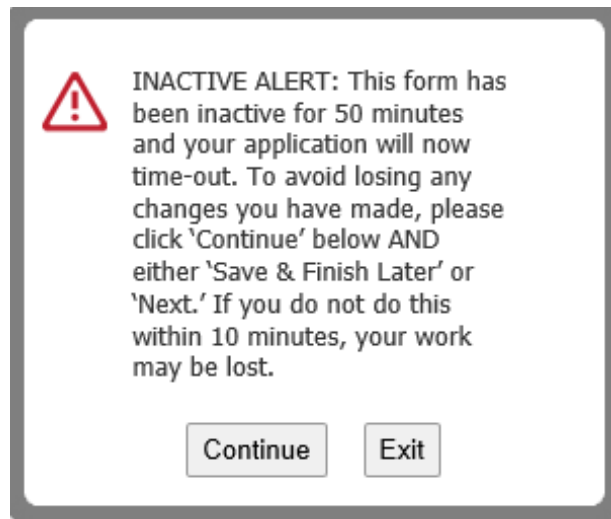 INACTIVE ALERT: This form has
been inactive for 50 minutes
and your application will now
time-out. To avoid losing any
changes you have made, please
click ‘Continue’ below AND
either ‘Save & Finish Later’ or
‘Next.’ If you do not do this
within 10 minutes, your work
may be lost.
Continue Exit